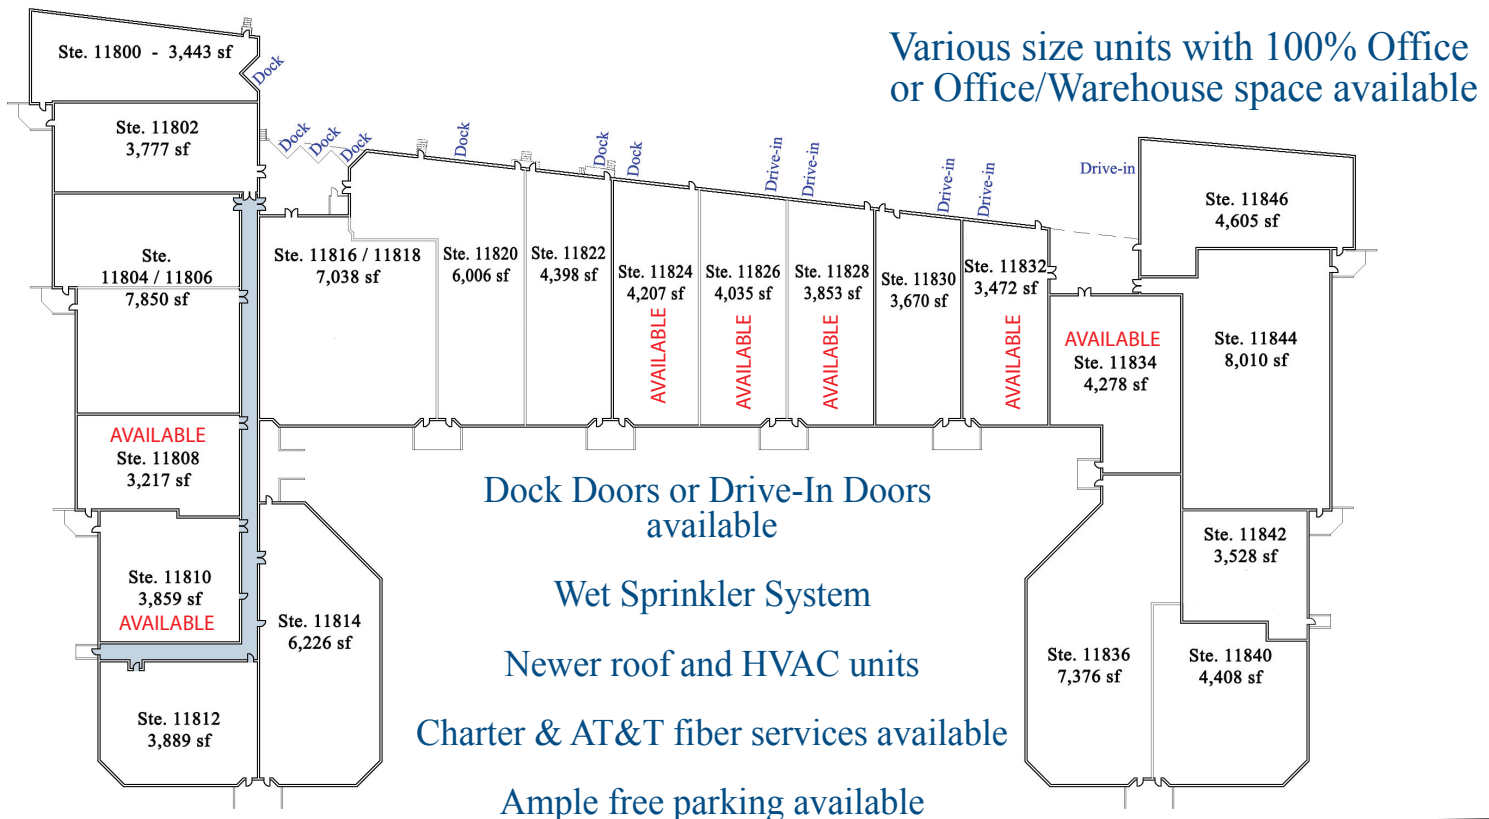 Various size units with 100% Office
or Office/Warehouse space available
Ste. 11800 - 3,443 sf
Dock
Ste. 11802
3,777 sf
Dock
Dock
Dock
Dock
Dock
Dock
Drive-in
Drive-in
Drive-in
Drive-in
Drive-in
Ste. 11846
4,605 sf
Ste.
11804 / 11806
7,850 sf
Ste. 11816 / 11818
7,038 sf
Ste. 11820
6,006 sf
Ste. 11822
4,398 sf
Ste. 11824
4,207 sf
AVAILABLE
Ste. 11826
4,035 sf
AVAILABLE
Ste. 11828
3,853 sf
AVAILABLE
Ste. 11830
3,670 sf
Ste. 11832
3,472 sf
AVAILABLE
AVAILABLE
Ste. 11834
4,278 sf
Ste. 11844
8,010 sf
AVAILABLE
Ste. 11808
3,217 sf
Dock Doors or Drive-In Doors
available
Wet Sprinkler System
Newer roof and HVAC units
Charter & AT&T fiber services available
Ample free parking available
Ste. 11810
3,859 sf
AVAILABLE
Ste. 11814
6,226 sf
Ste. 11812
3,889 sf
Ste. 11842
3,528 sf
Ste. 11836
7,376 sf
Ste. 11840
4,408 sf